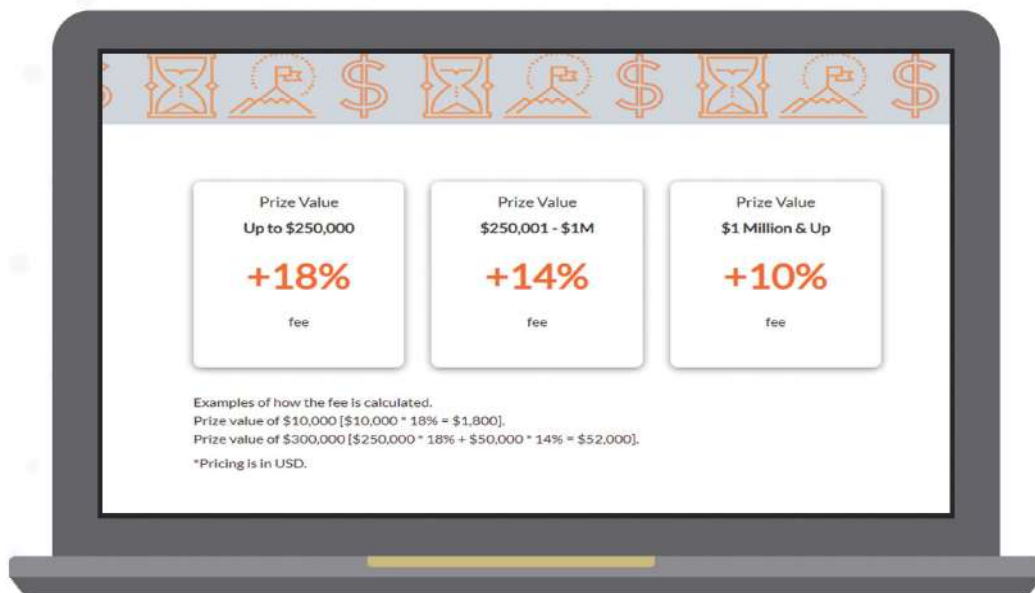 Prize Value
Up to $250,000
+18%
fee
Prize Value
$250,001 - $1M
+14%
fee
Prize Value
$1 Million & Up
+10%
fee
Examples of how the fee is calculated.
Prize value of $10,000 [$10,000 * 18% = $1,800].
Prize value of $300,000 [$250,000 * 18% + $50,000 * 14% = $52,000].
*Pricing is in USD.